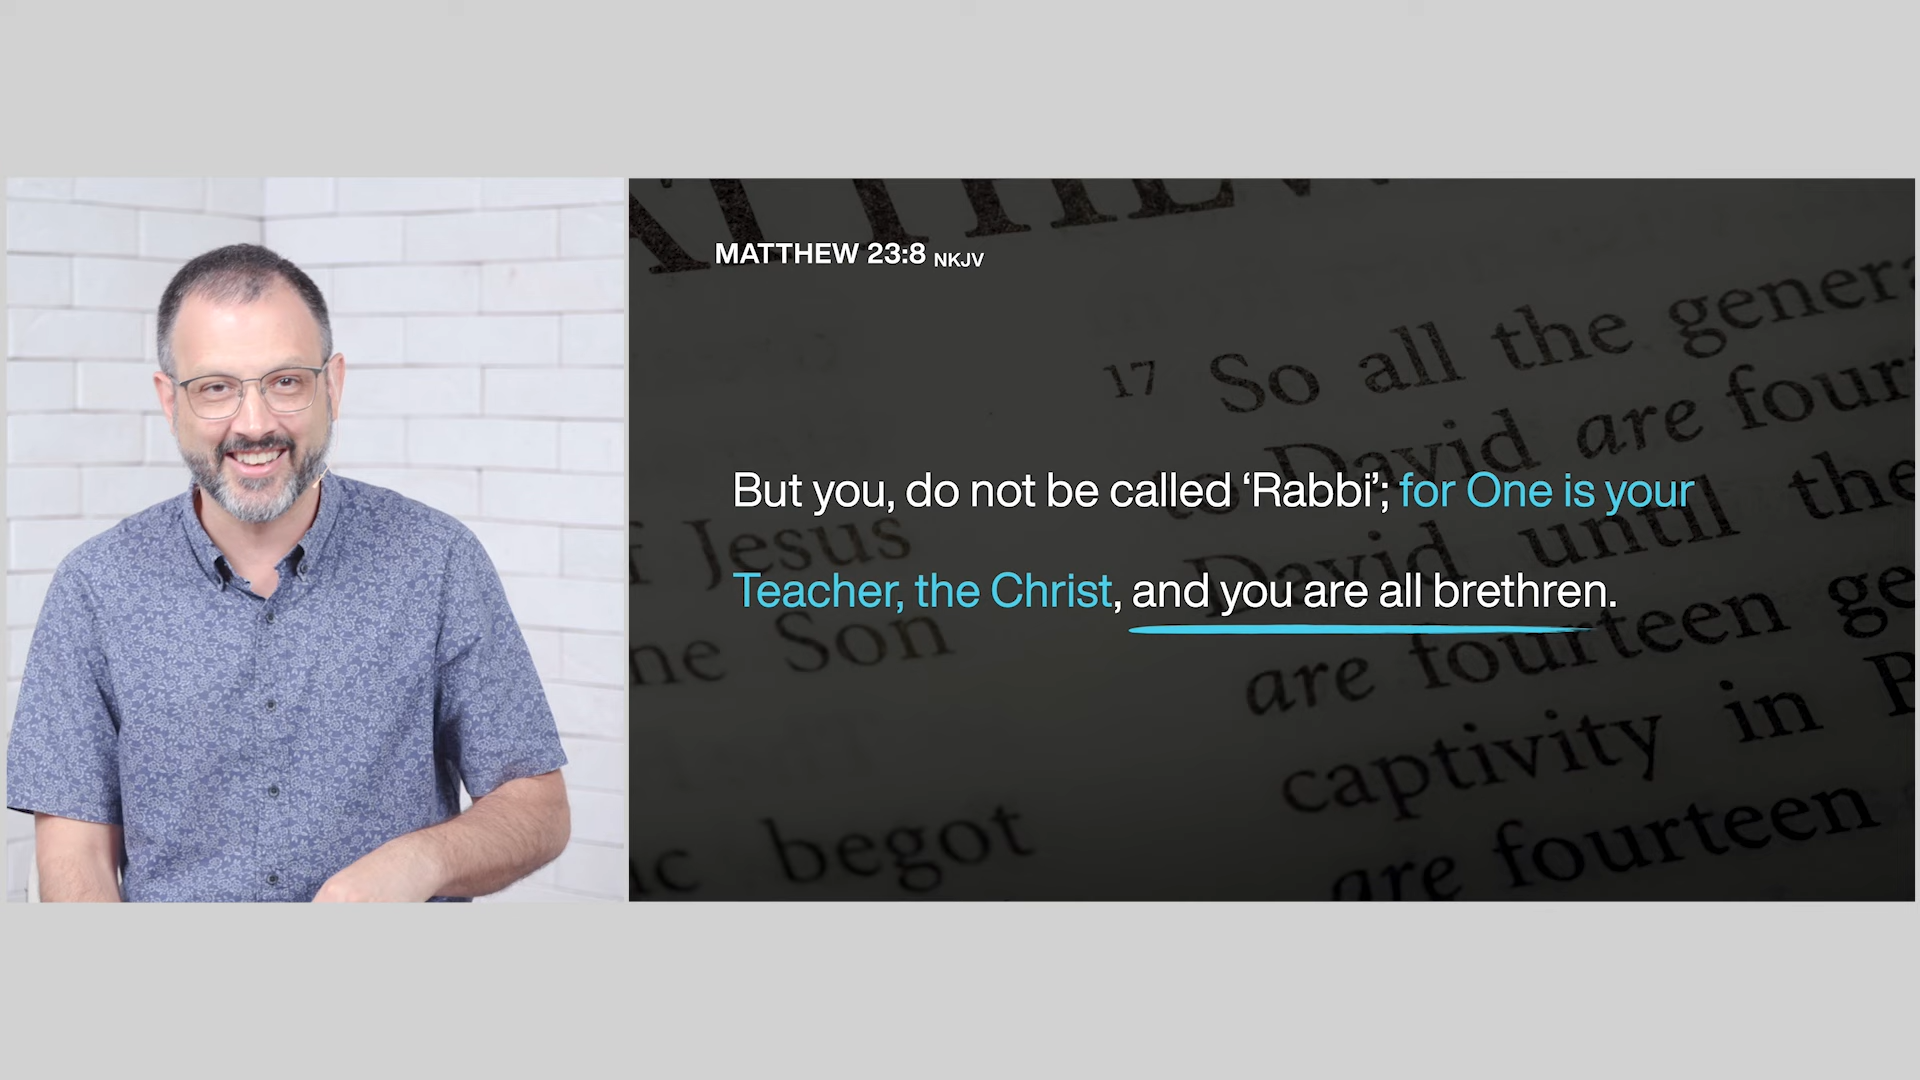 MATTHEW 23:8 NKJV
17 So all the genera
to David are four
But you, do not be called ‘Rabbi’; for One is your
f Jesus
David until the
Teacher, the Christ, and you are all brethren.
ne Son
are fourteen ge
captivity in
begot
are fourteen